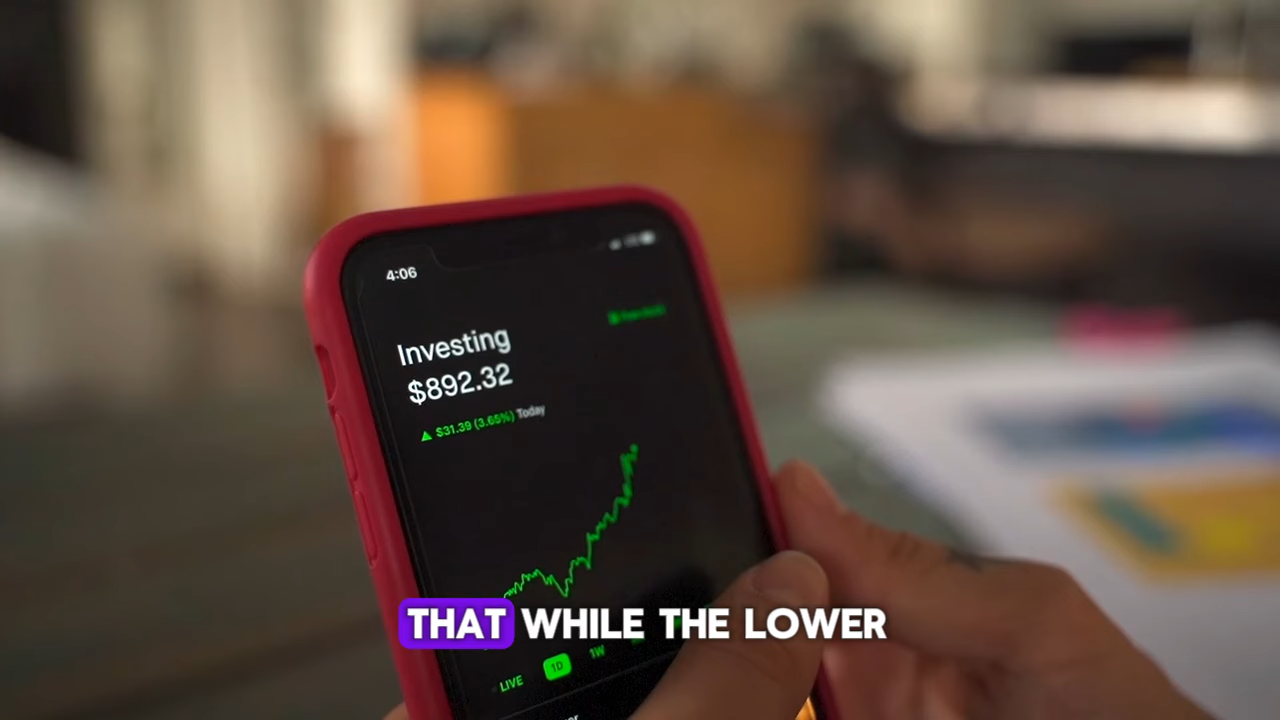 4:06
Investing
$892.32
▲ $31.39 (3.65%) Today
THAT WHILE THE LOWER
LIVE 1D 1W